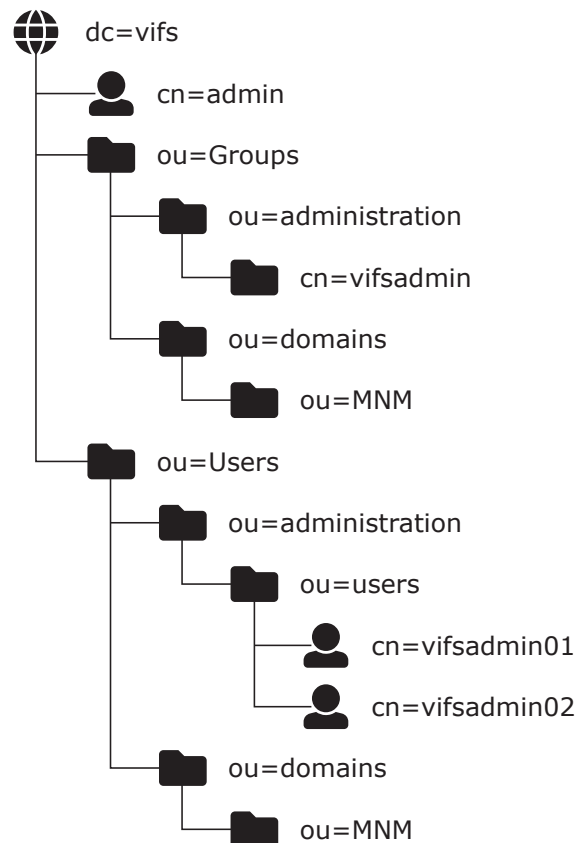 dc=vifs
cn=admin
ou=Groups
ou=administration
cn=vifsadmin
ou=domains
ou=MNM
ou=Users
ou=administration
ou=users
cn=vifsadmin01
cn=vifsadmin02
ou=domains
ou=MNM